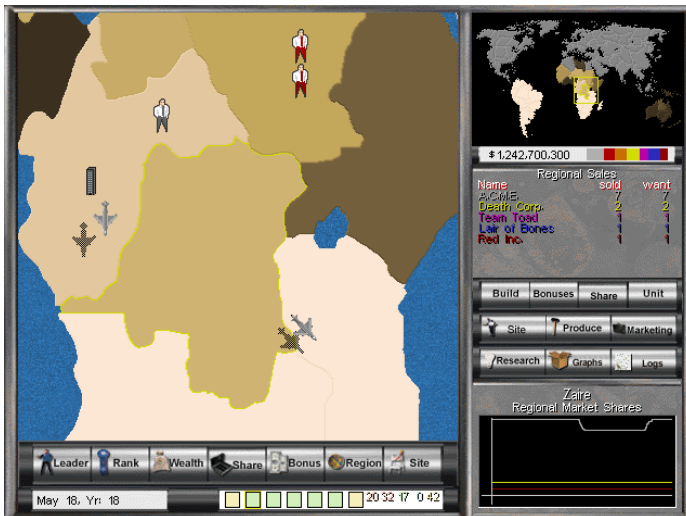 $1,242,700,300
Regional Sales
Name sold want
A.C.M.E. 7 7
Death Corp. 2 2
Team Toad 1 1
Lair of Bones 1 1
Red Inc. 1 1
Build Bonuses Share Unit
Site Produce Marketing
Research Graphs Logs
Zaire
Regional Market Shares
Leader Rank Wealth Share Bonus Region Site
May 18, Yr: 18 20 32 17 0 42